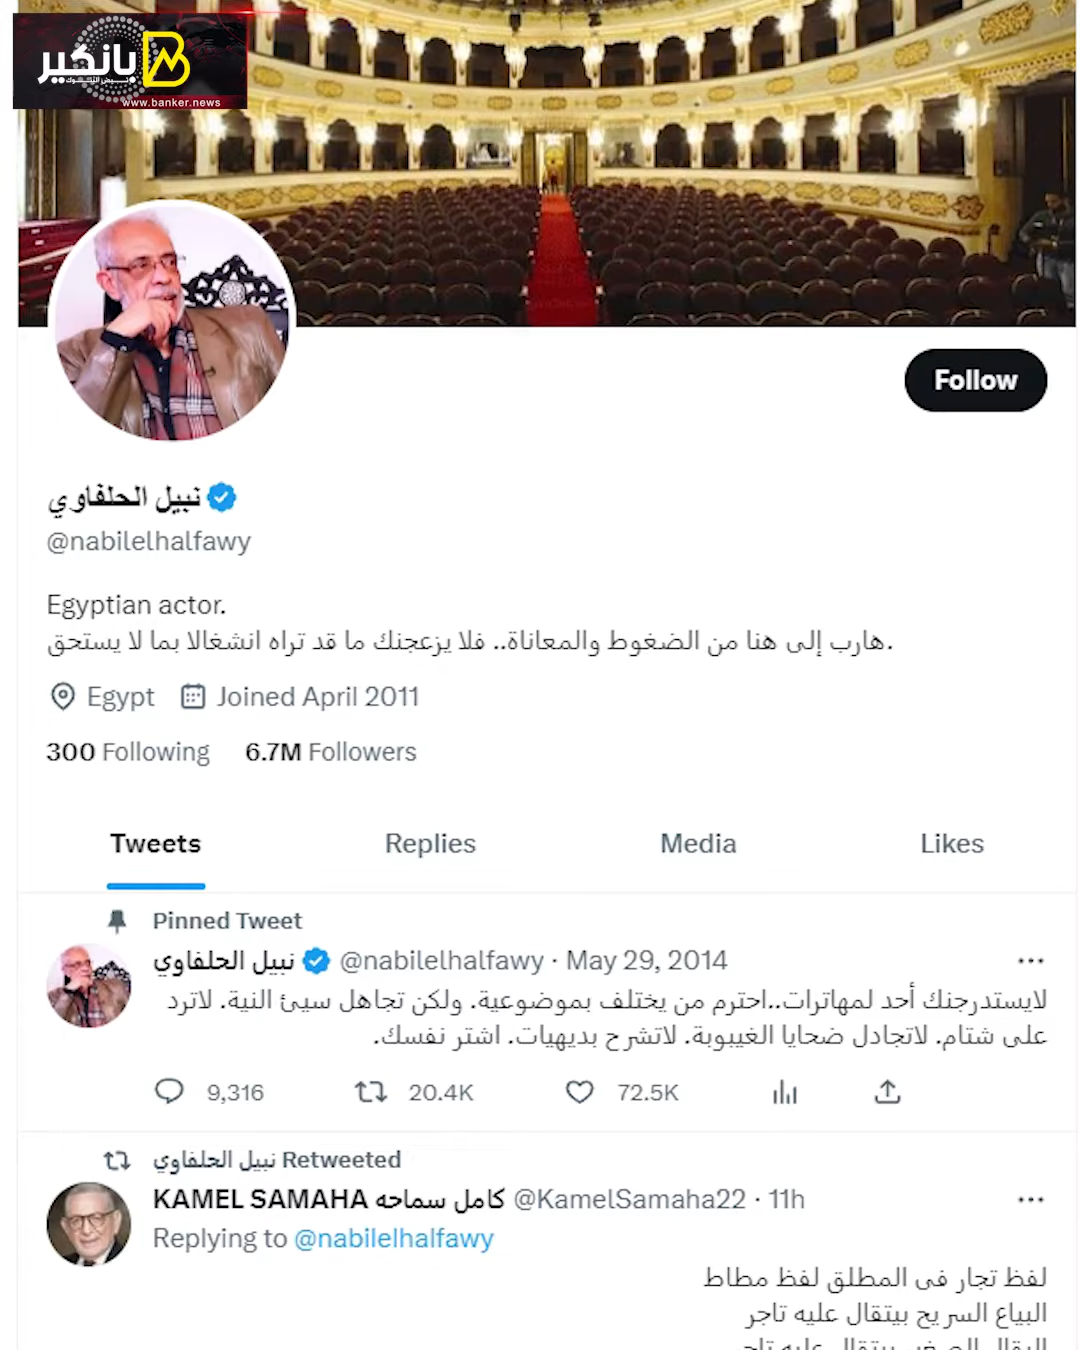 بانكير
www.banker.news
Follow
نبيل الحلفاوي
@nabilelhalfawy
Egyptian actor.
هارب إلى هنا من الضغوط والمعاناة.. فلا يزعجنك ما قد تراه انشغالا بما لا يستحق.
Egypt Joined April 2011
300 Following 6.7M Followers
Tweets Replies Media Likes
Pinned Tweet
نبيل الحلفاوي @nabilelhalfawy · May 29, 2014
لايستدرجنك أحد لمهاترات..احترم من يختلف بموضوعية. ولكن تجاهل سيئ النية. لاترد
على شتام. لاتجادل ضحايا الغيبوبة. لاتشرح بديهيات. اشتر نفسك.
9,316 20.4K 72.5K
نبيل الحلفاوي Retweeted
KAMEL SAMAHA كامل سماحه @KamelSamaha22 · 11h
Replying to @nabilelhalfawy
لفظ تجار فى المطلق لفظ مطاط
البياع السريح بيتقال عليه تاجر